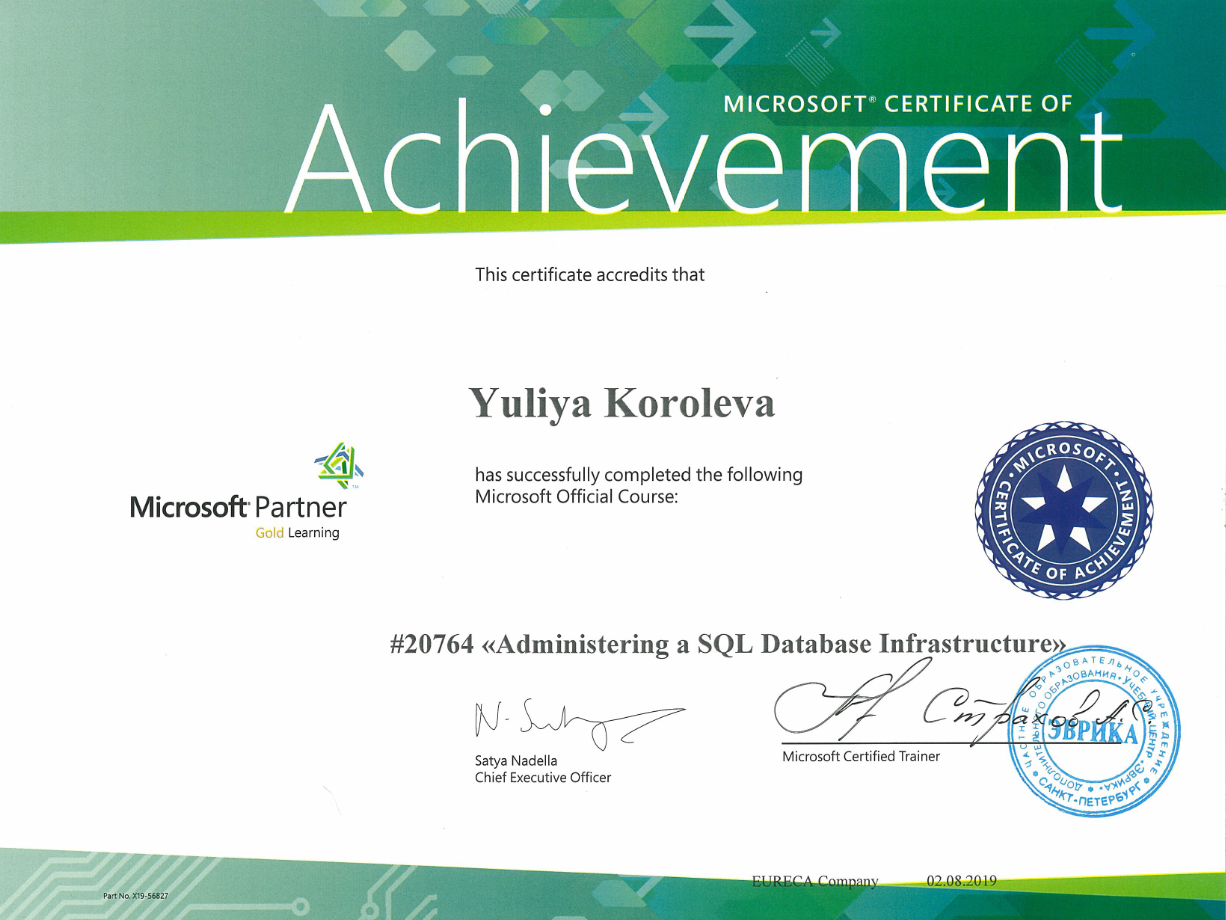 MICROSOFT® CERTIFICATE OF
Achievement
This certificate accredits that
Yuliya Koroleva
has successfully completed the following
Microsoft Official Course:
Microsoft Partner
Gold Learning
• MICROSOFT • CERTIFICATE OF ACHIEVEMENT
#20764 «Administering a SQL Database Infrastructure»
Страхов А.С.
Satya Nadella
Chief Executive Officer
Microsoft Certified Trainer
ЧАСТНОЕ ОБРАЗОВАТЕЛЬНОЕ УЧРЕЖДЕНИЕ
САНКТ-ПЕТЕРБУРГ
ДОПОЛНИТЕЛЬНОГО ОБРАЗОВАНИЯ • УЧЕБНЫЙ ЦЕНТР «ЭВРИКА»
ЭВРИКА
EURECA Company 02.08.2019
Part No. X19-56827